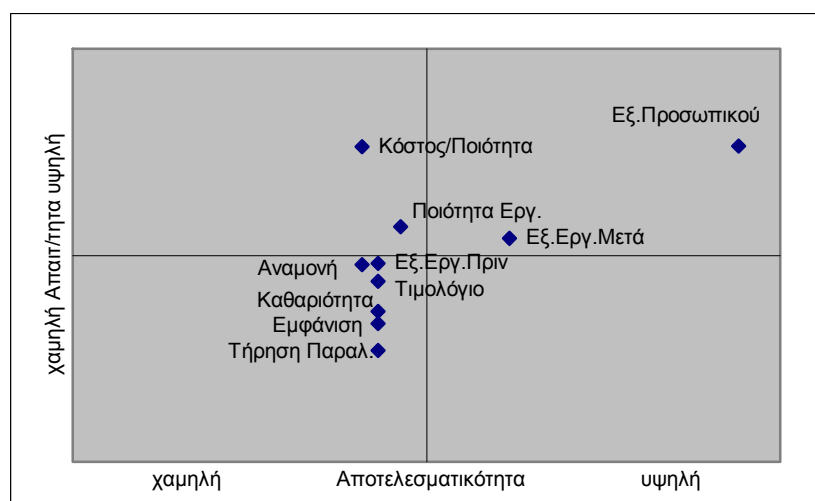 Εξ.Προσωπικού
Κόστος/Ποιότητα
Ποιότητα Εργ.
Εξ.Εργ.Μετά
Αναμονή
Εξ.Εργ.Πριν
Τιμολόγιο
Καθαριότητα
Εμφάνιση
Τήρηση Παραλ.
χαμηλή Απαιτ/τητα υψηλή
χαμηλή Αποτελεσματικότητα υψηλή